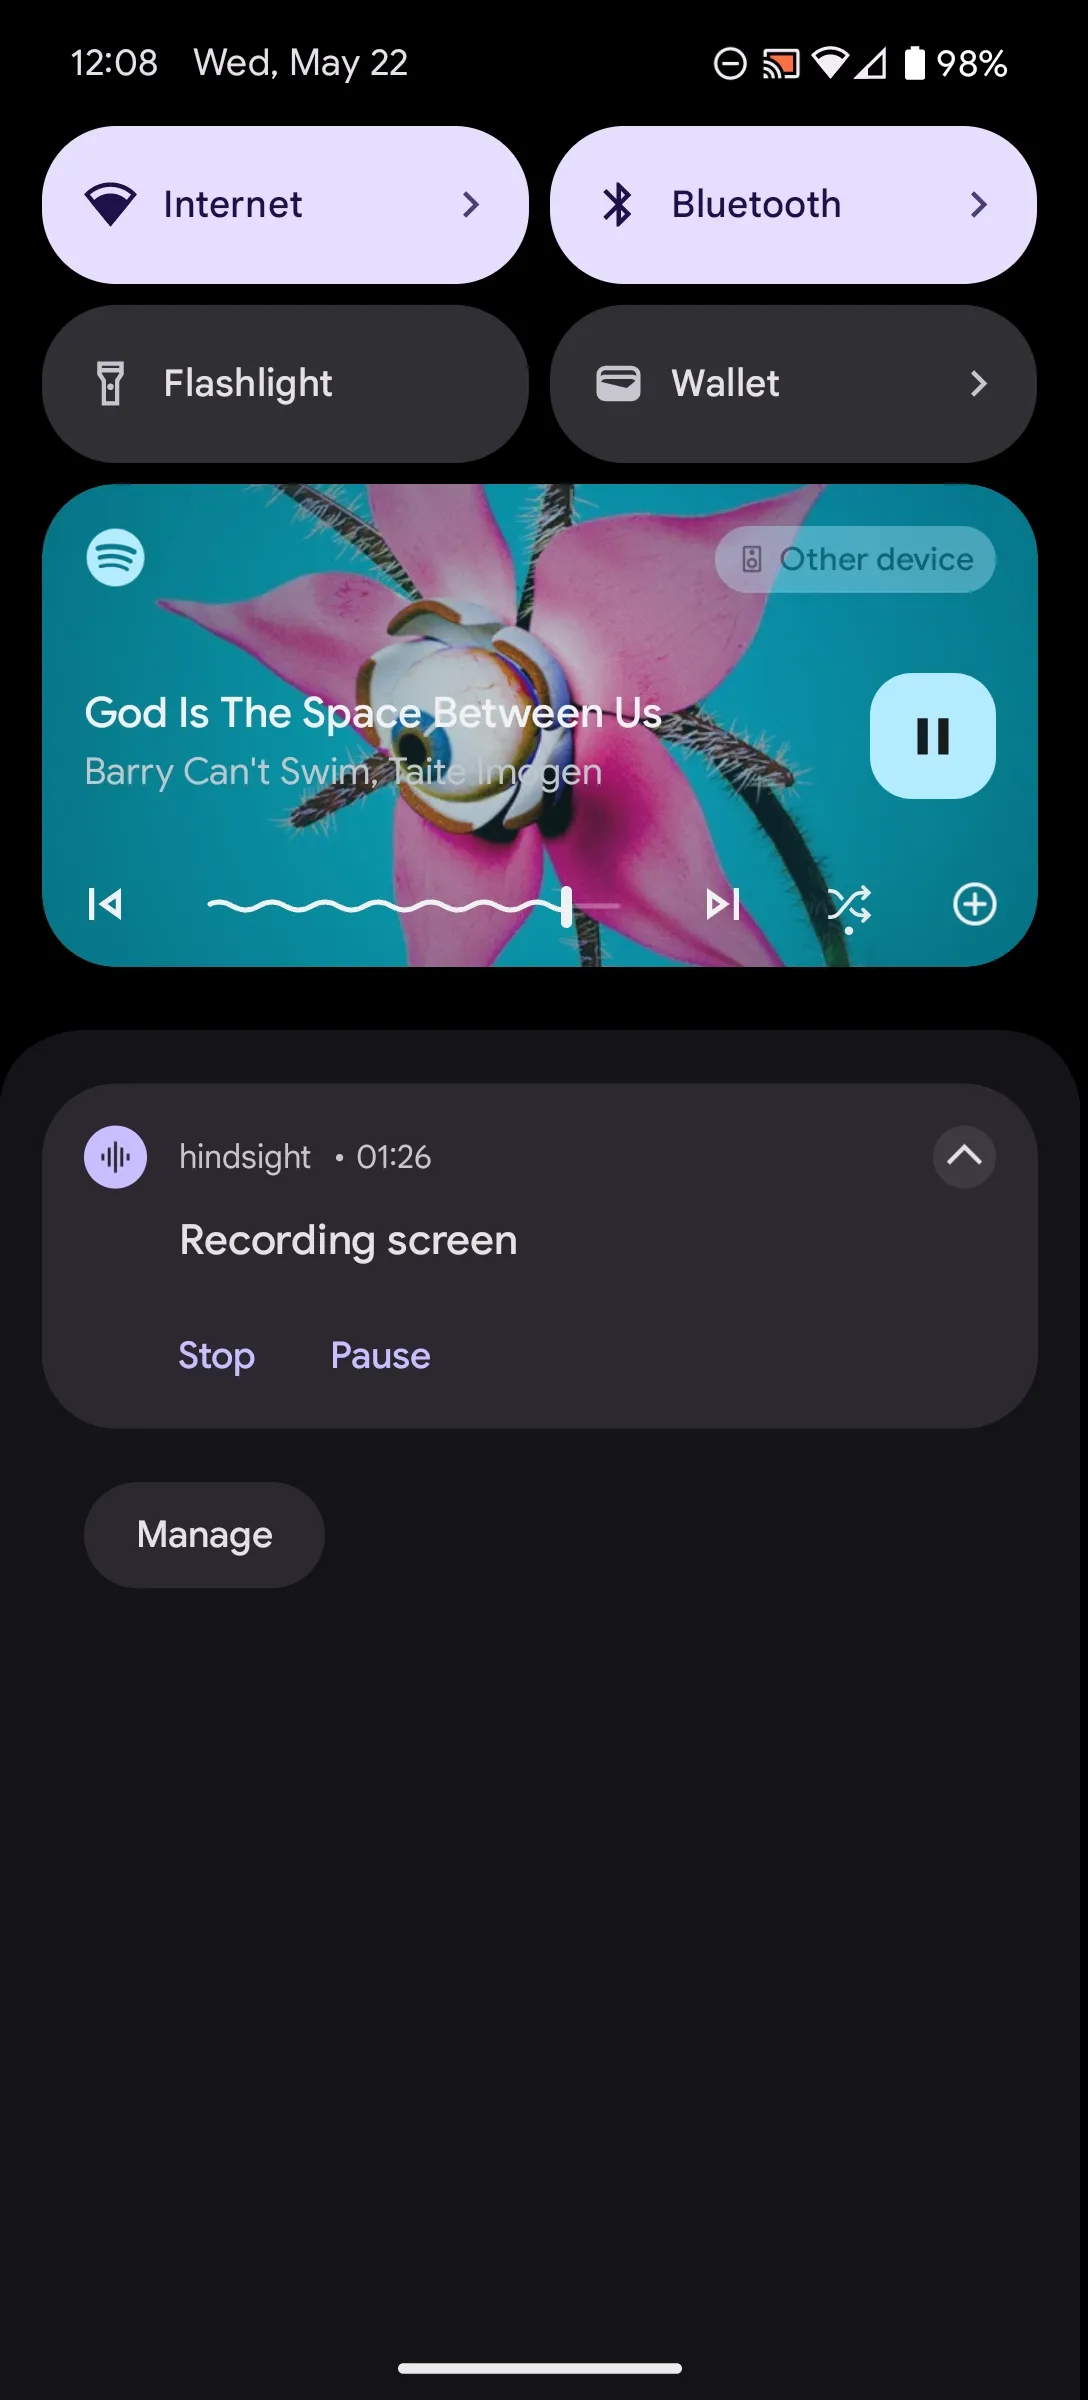 12:08 Wed, May 22 98%
Internet Bluetooth
Flashlight Wallet
Other device
God Is The Space Between Us
Barry Can't Swim, Taite Imogen
hindsight • 01:26
Recording screen
Stop Pause
Manage